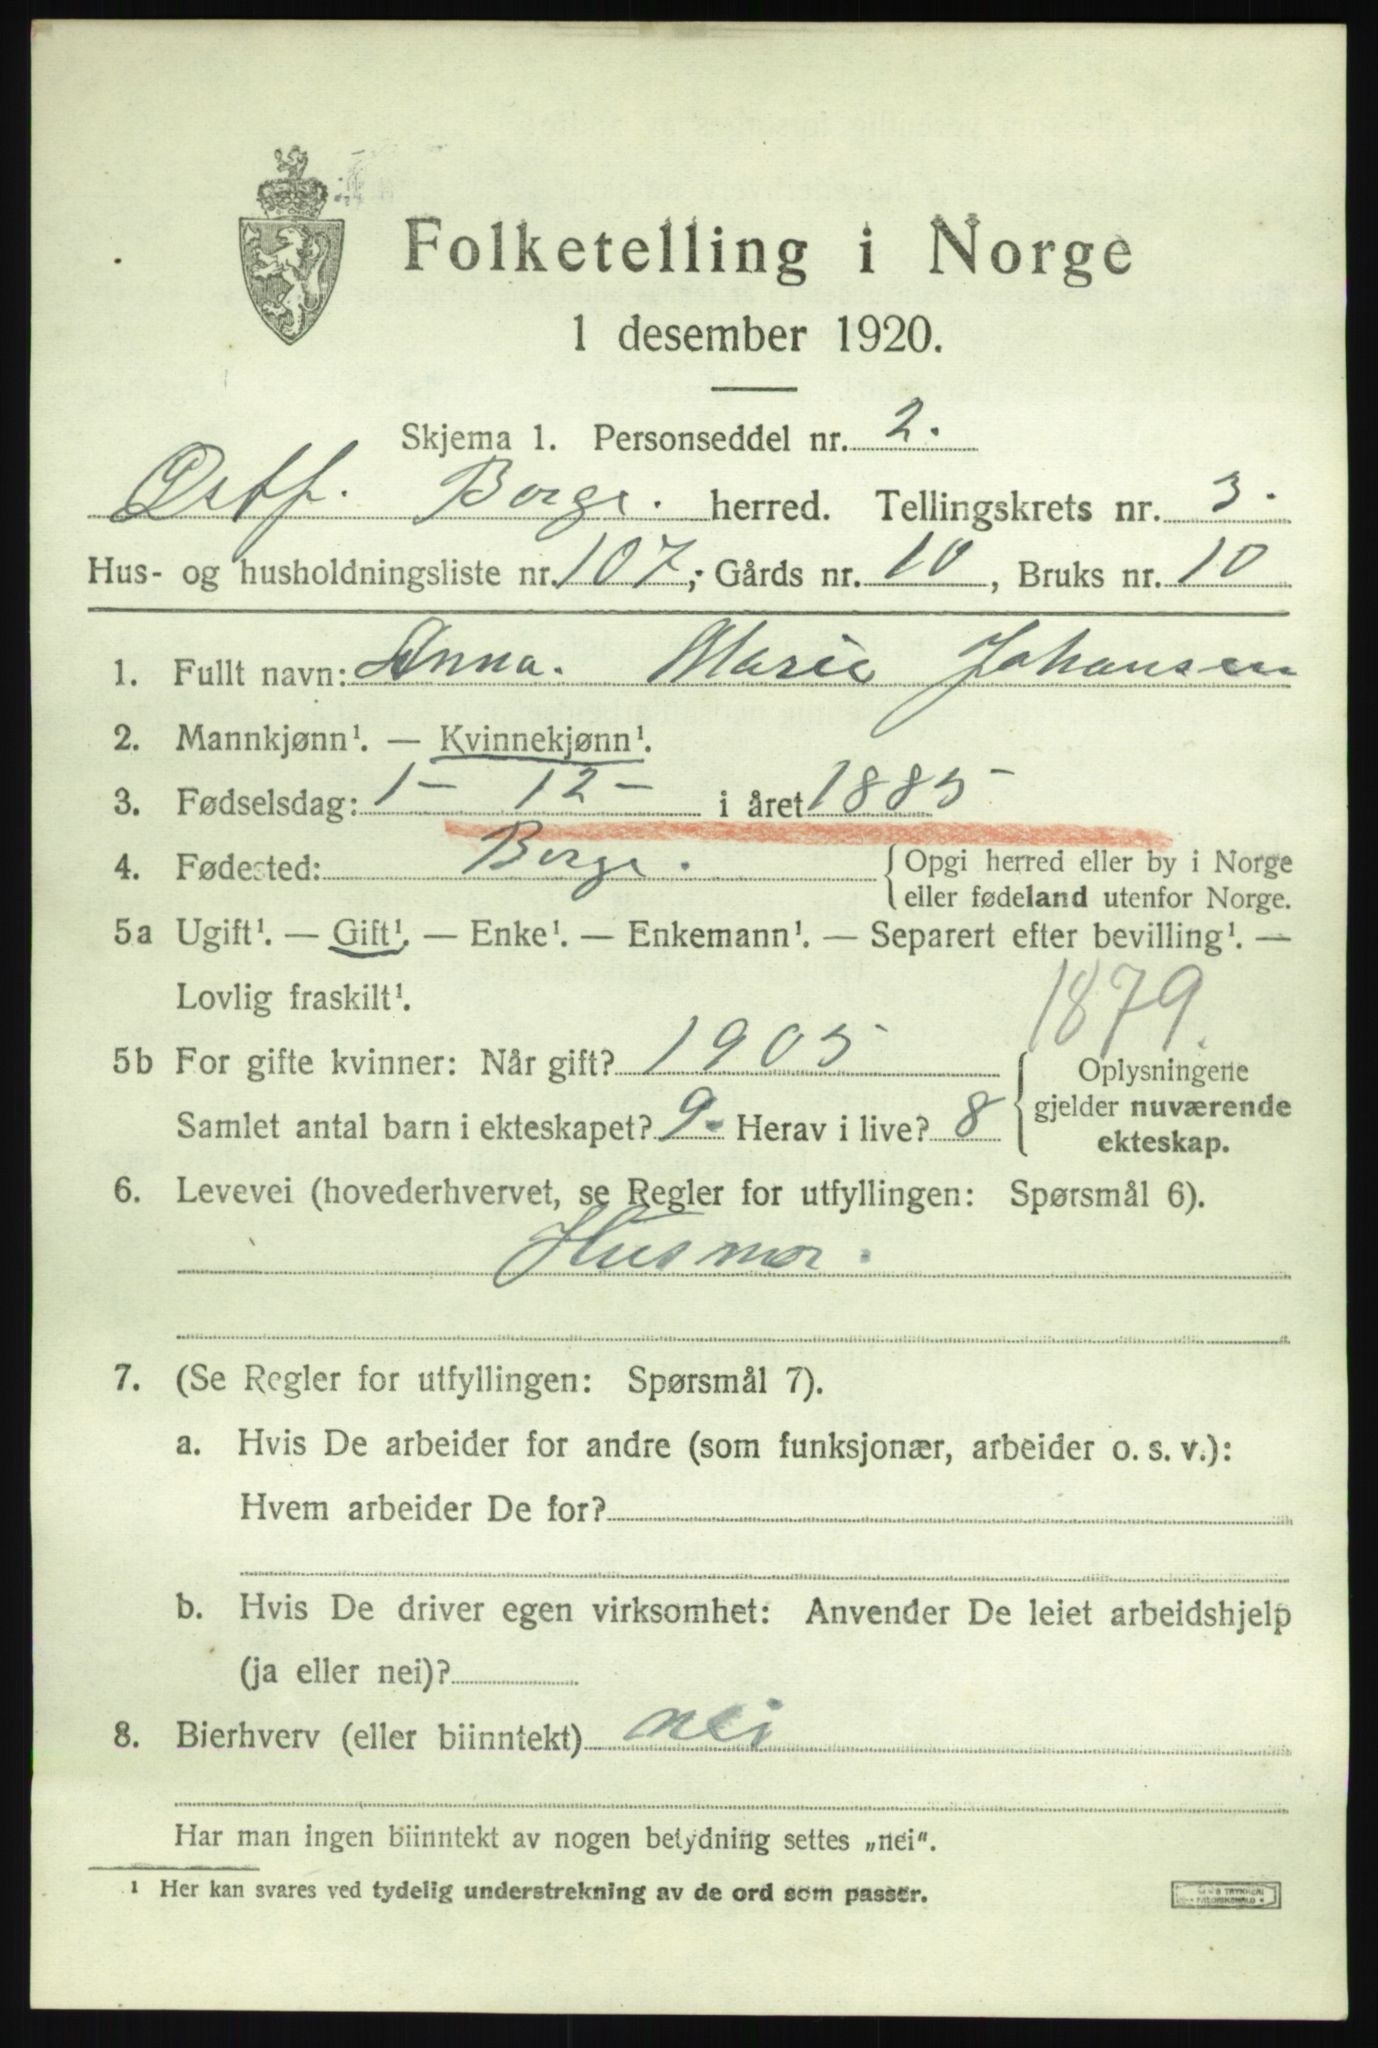 Folketelling i Norge
1 desember 1920.
Skjema 1. Personseddel nr. 2.
Østf. Borge. herred. Tellingskrets nr. 3.
Hus- og husholdningsliste nr. 107,; Gårds nr. 10, Bruks nr. 10
1. Fullt navn: Anna. Marie Johansen
2. Mannkjønn¹. — Kvinnekjønn¹.
3. Fødselsdag: 1 - 12 - i året 1885
4. Fødested: Borge. {Opgi herred eller by i Norge
eller fødeland utenfor Norge.
5a Ugift¹. — Gift¹. — Enke¹. — Enkemann¹. — Separert efter bevilling¹. —
Lovlig fraskilt¹.
1879.
5b For gifte kvinner: Når gift? 1905 Oplysningene
gjelder nuværende
Samlet antal barn i ekteskapet? 9. Herav i live? 8
ekteskap.
6. Levevei (hovederhvervet, se Regler for utfyllingen: Spørsmål 6).
Husmor.
7. (Se Regler for utfyllingen: Spørsmål 7).
a. Hvis De arbeider for andre (som funksjonær, arbeider o. s. v.):
Hvem arbeider De for?
b. Hvis De driver egen virksomhet: Anvender De leiet arbeidshjelp
(ja eller nei)?
8. Bierhverv (eller biinntekt) nei
Har man ingen biinntekt av nogen betydning settes „nei“.
¹ Her kan svares ved tydelig understrekning av de ord som passer.